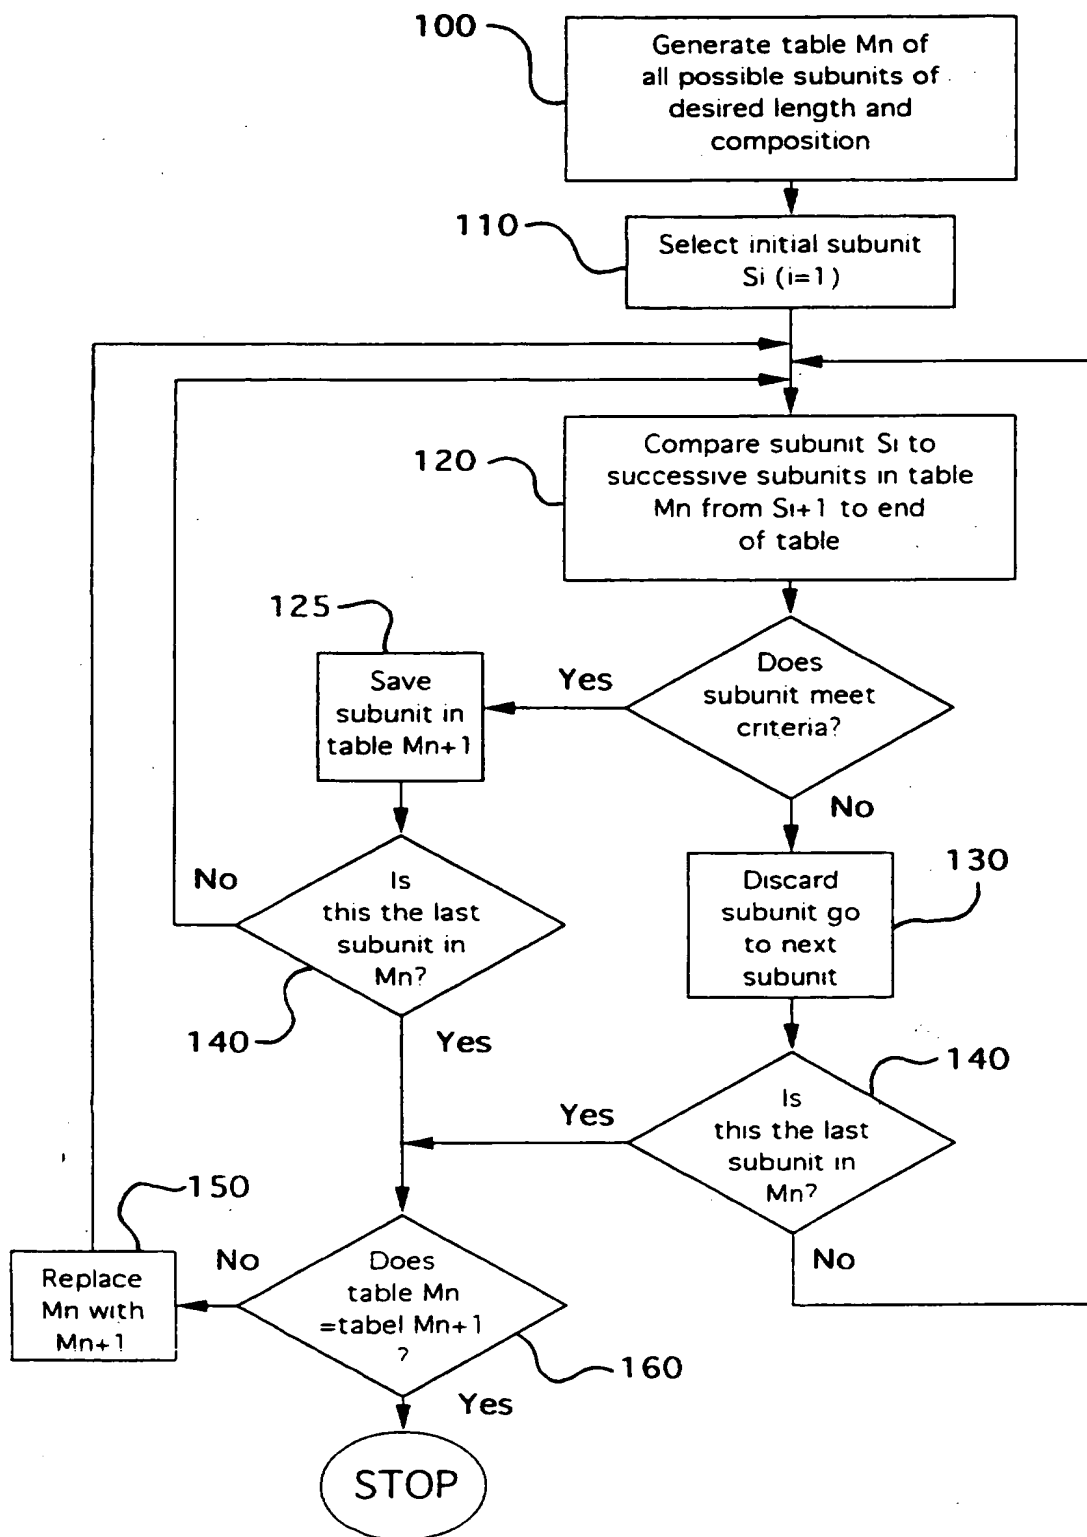 100
Generate table Mn of
all possible subunits of
desired length and
composition
110
Select initial subunit
Si (i=1)
120
Compare subunit Si to
successive subunits in table
Mn from Si+1 to end
of table
125
Save
subunit in
table Mn+1
Yes
Does
subunit meet
criteria?
No
No
Is
this the last
subunit in
Mn?
140
Yes
130
Discard
subunit go
to next
subunit
140
Yes
Is
this the last
subunit in
Mn?
No
150
Replace
Mn with
Mn+1
No
Does
table Mn
=tabel Mn+1
?
160
Yes
STOP